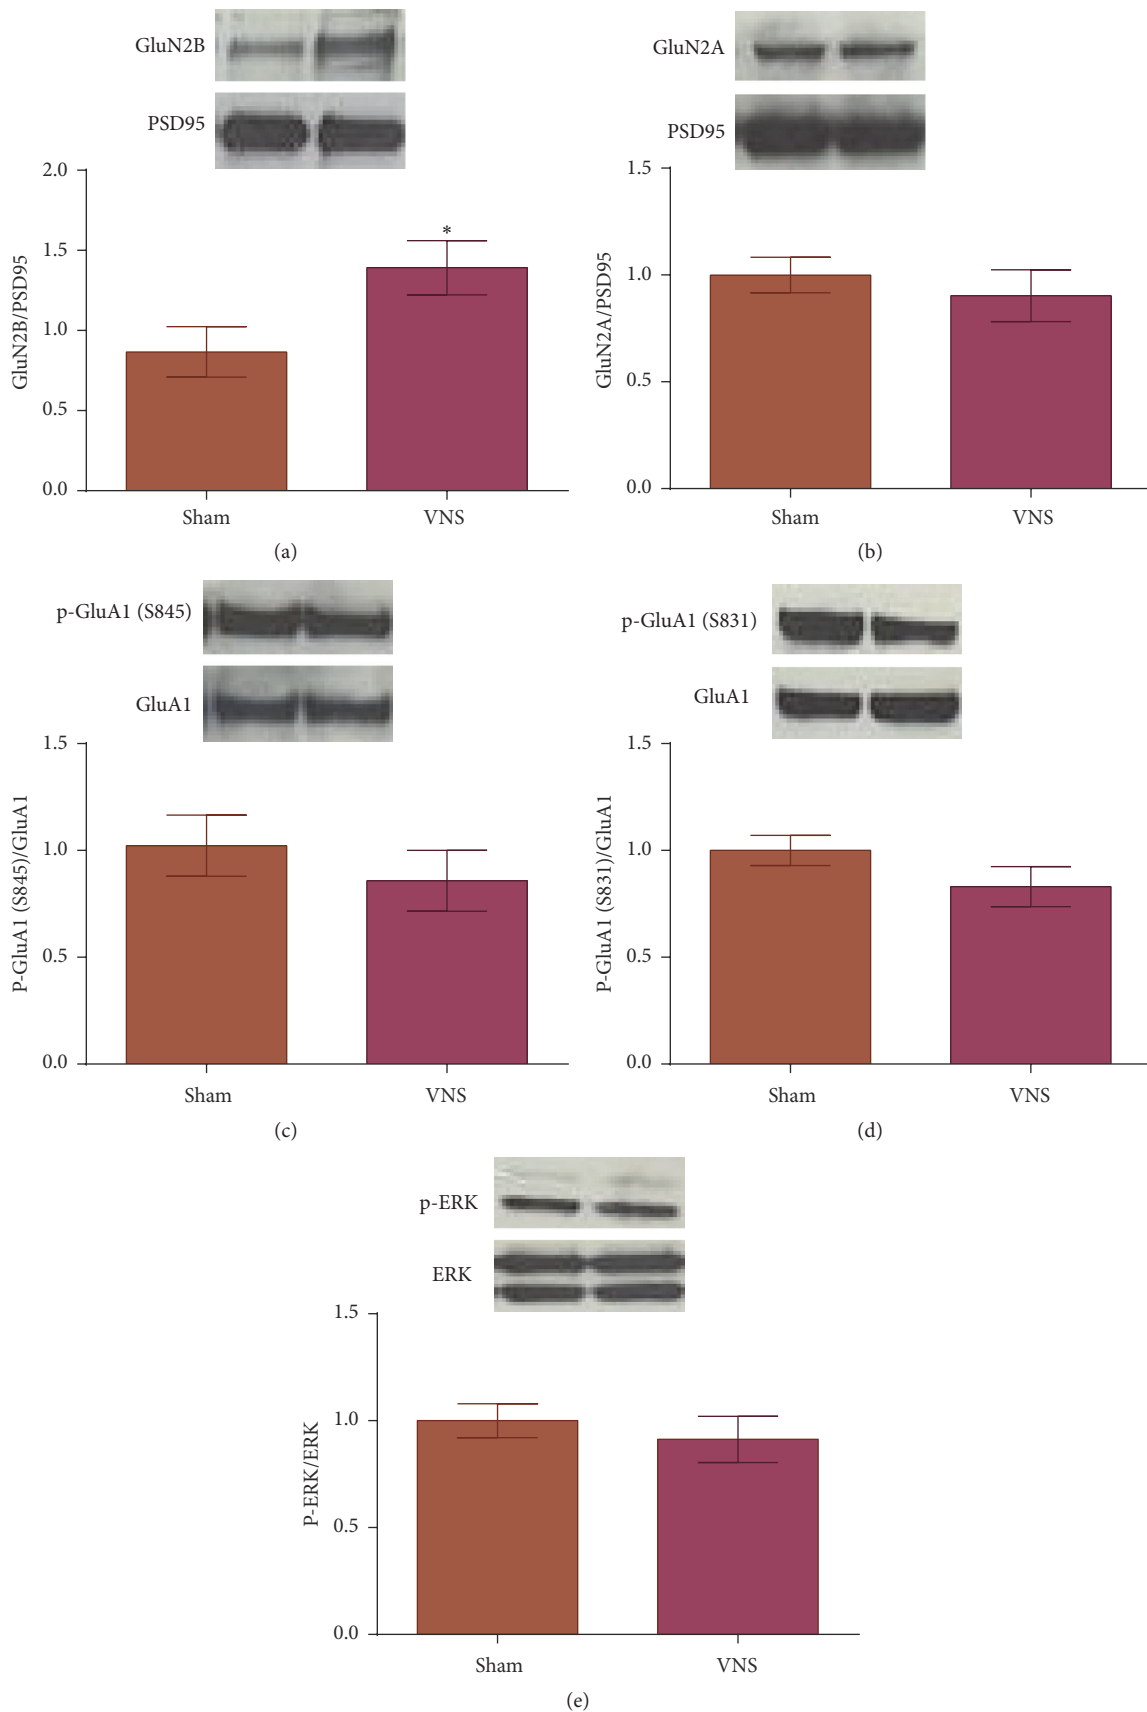 GluN2B
PSD95
2.0
1.5
*
1.0
0.5
0.0
GluN2B/PSD95
Sham VNS
(a)
GluN2A
PSD95
1.5
1.0
0.5
0.0
GluN2A/PSD95
Sham VNS
(b)
p-GluA1 (S845)
GluA1
1.5
1.0
0.5
0.0
P-GluA1 (S845)/GluA1
Sham VNS
(c)
p-GluA1 (S831)
GluA1
1.5
1.0
0.5
0.0
P-GluA1 (S831)/GluA1
Sham VNS
(d)
p-ERK
ERK
1.5
1.0
0.5
0.0
P-ERK/ERK
Sham VNS
(e)